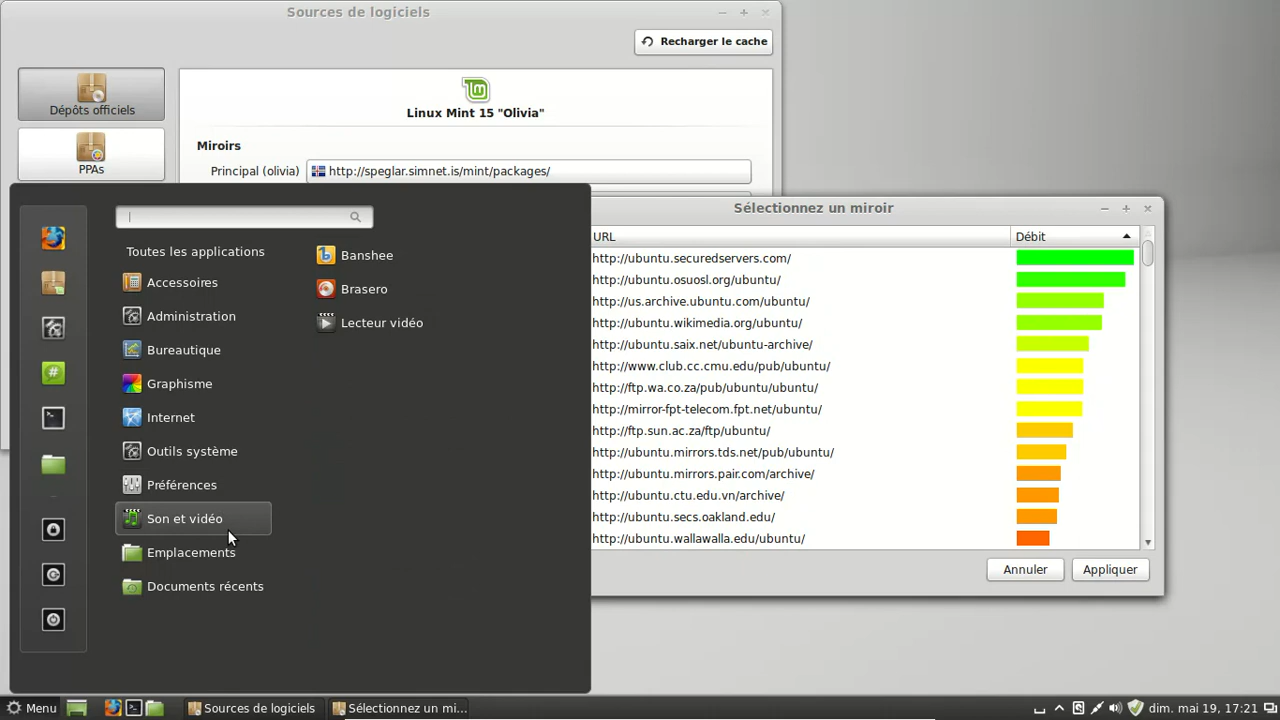 Sources de logiciels
Recharger le cache
Dépôts officiels
PPAs
Linux Mint 15 "Olivia"
Miroirs
Principal (olivia)
http://speglar.simnet.is/mint/packages/
Toutes les applications
Accessoires
Administration
Bureautique
Graphisme
Internet
Outils système
Préférences
Son et vidéo
Emplacements
Documents récents
Banshee
Brasero
Lecteur vidéo
Sélectionnez un miroir
URL
Débit
http://ubuntu.securedservers.com/
http://ubuntu.osuosl.org/ubuntu/
http://us.archive.ubuntu.com/ubuntu/
http://ubuntu.wikimedia.org/ubuntu/
http://ubuntu.saix.net/ubuntu-archive/
http://www.club.cc.cmu.edu/pub/ubuntu/
http://ftp.wa.co.za/pub/ubuntu/ubuntu/
http://mirror-fpt-telecom.fpt.net/ubuntu/
http://ftp.sun.ac.za/ftp/ubuntu/
http://ubuntu.mirrors.tds.net/pub/ubuntu/
http://ubuntu.mirrors.pair.com/archive/
http://ubuntu.ctu.edu.vn/archive/
http://ubuntu.secs.oakland.edu/
http://ubuntu.wallawalla.edu/ubuntu/
Annuler
Appliquer
Menu
Sources de logiciels
Sélectionnez un mi...
dim. mai 19, 17:21